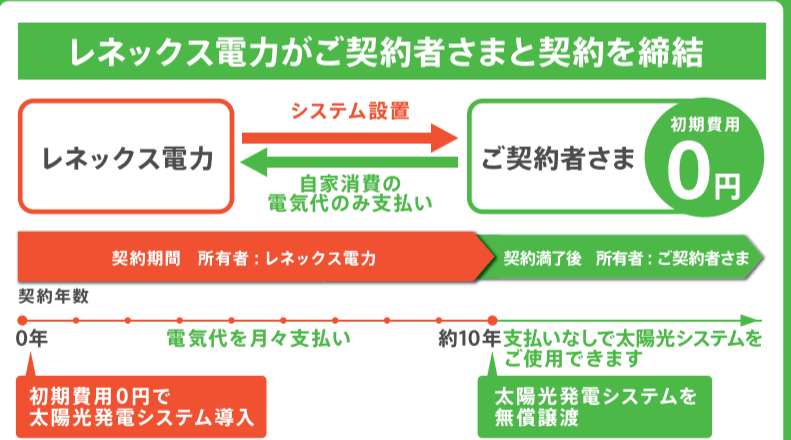 レネックス電力がご契約者さまと契約を締結
システム設置
レネックス電力
自家消費の
電気代のみ支払い
ご契約者さま
初期費用
0円
契約期間 所有者：レネックス電力
契約満了後 所有者：ご契約者さま
契約年数
0年
電気代を月々支払い
約10年
支払いなしで太陽光システムを
ご使用できます
初期費用0円で
太陽光発電システム導入
太陽光発電システムを
無償譲渡